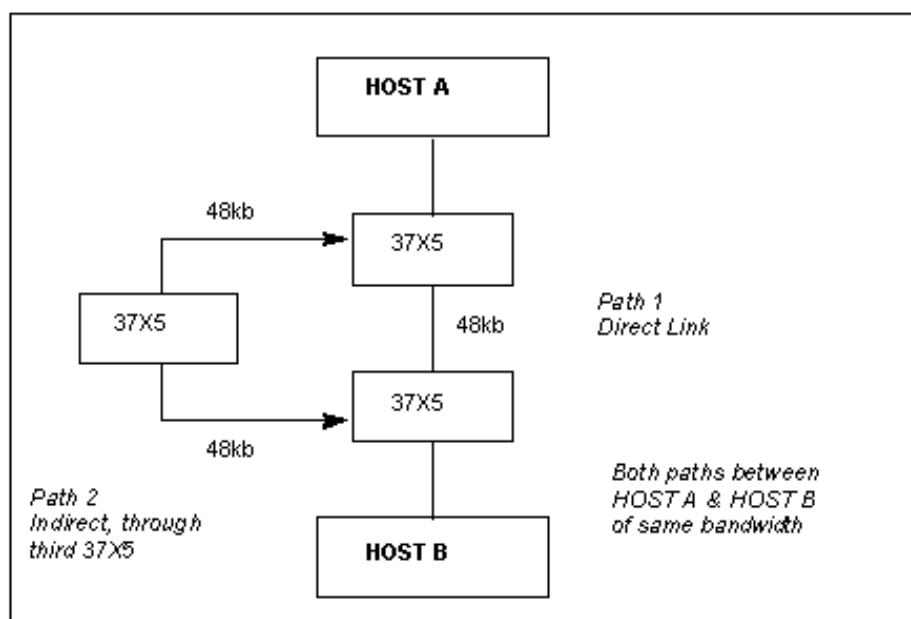 HOST A
48kb
37X5
37X5
Path 1
Direct Link
48kb
37X5
48kb
Path 2
Indirect, through
third 37X5
Both paths between
HOST A & HOST B
of same bandwidth
HOST B